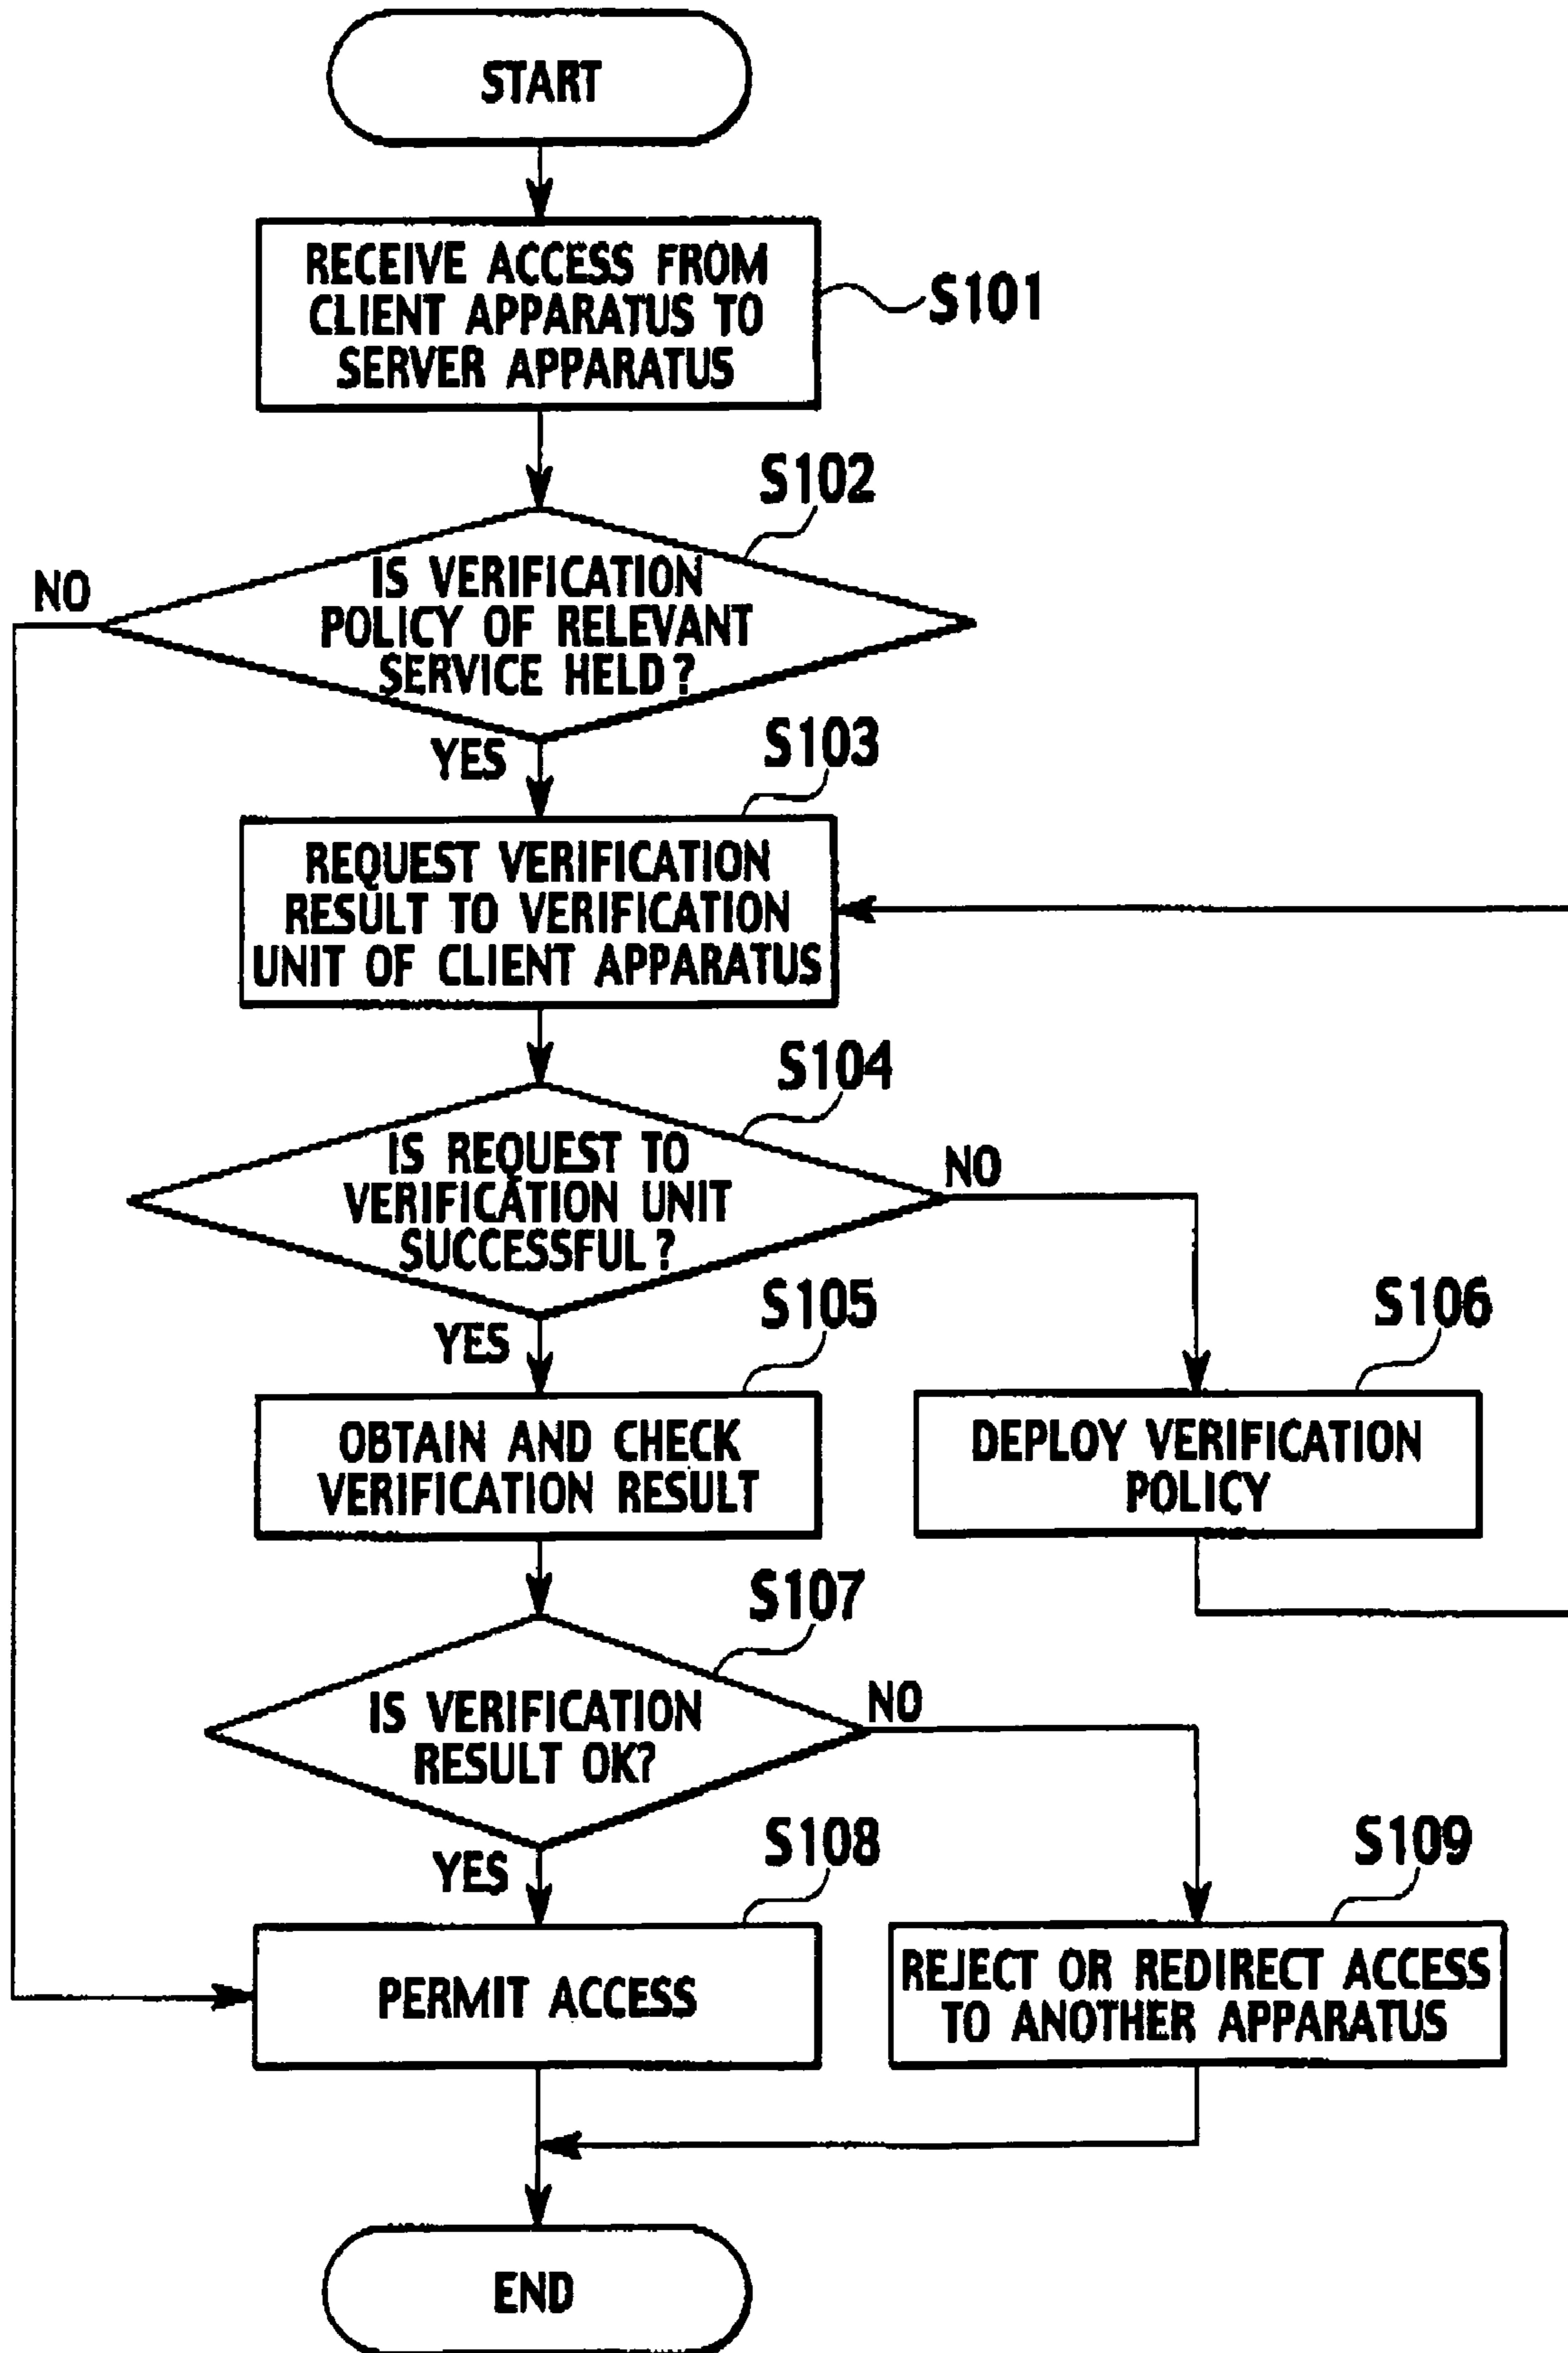 START
RECEIVE ACCESS FROM
CLIENT APPARATUS TO
SERVER APPARATUS
S101
S102
IS VERIFICATION
POLICY OF RELEVANT
SERVICE HELD?
NO
YES
S103
REQUEST VERIFICATION
RESULT TO VERIFICATION
UNIT OF CLIENT APPARATUS
S104
IS REQUEST TO
VERIFICATION UNIT
SUCCESSFUL?
NO
YES
S105
OBTAIN AND CHECK
VERIFICATION RESULT
S106
DEPLOY VERIFICATION
POLICY
S107
IS VERIFICATION
RESULT OK?
NO
YES
S108
PERMIT ACCESS
S109
REJECT OR REDIRECT ACCESS
TO ANOTHER APPARATUS
END